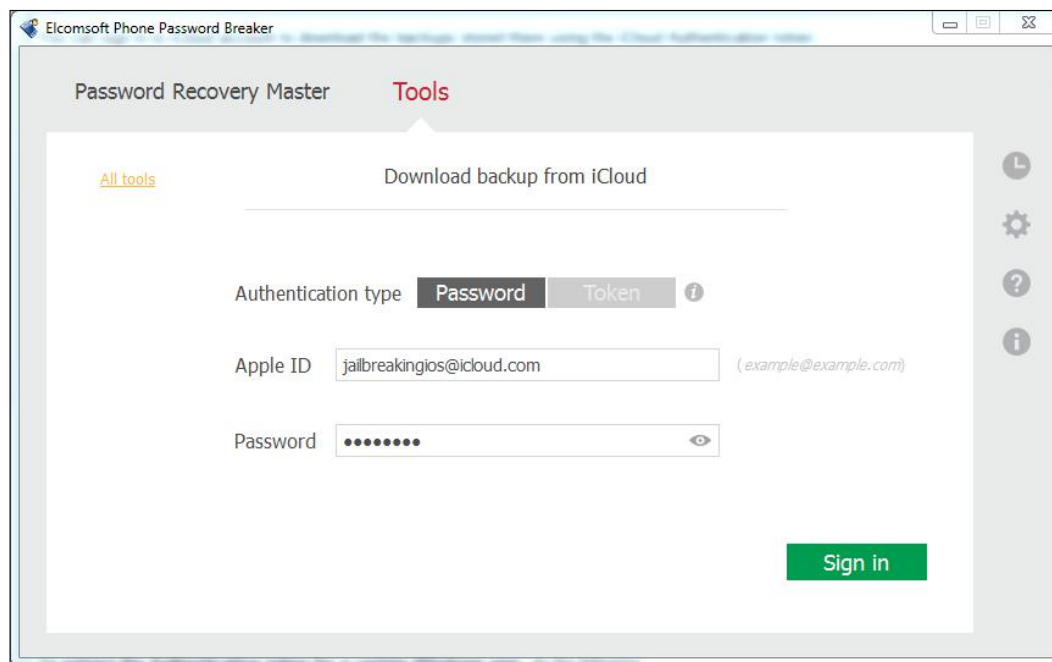 Elcomsoft Phone Password Breaker
Password Recovery Master
Tools
All tools
Download backup from iCloud
Authentication type
Password
Token
Apple ID
jailbreakingios@icloud.com
(example@example.com)
Password
••••••••
Sign in